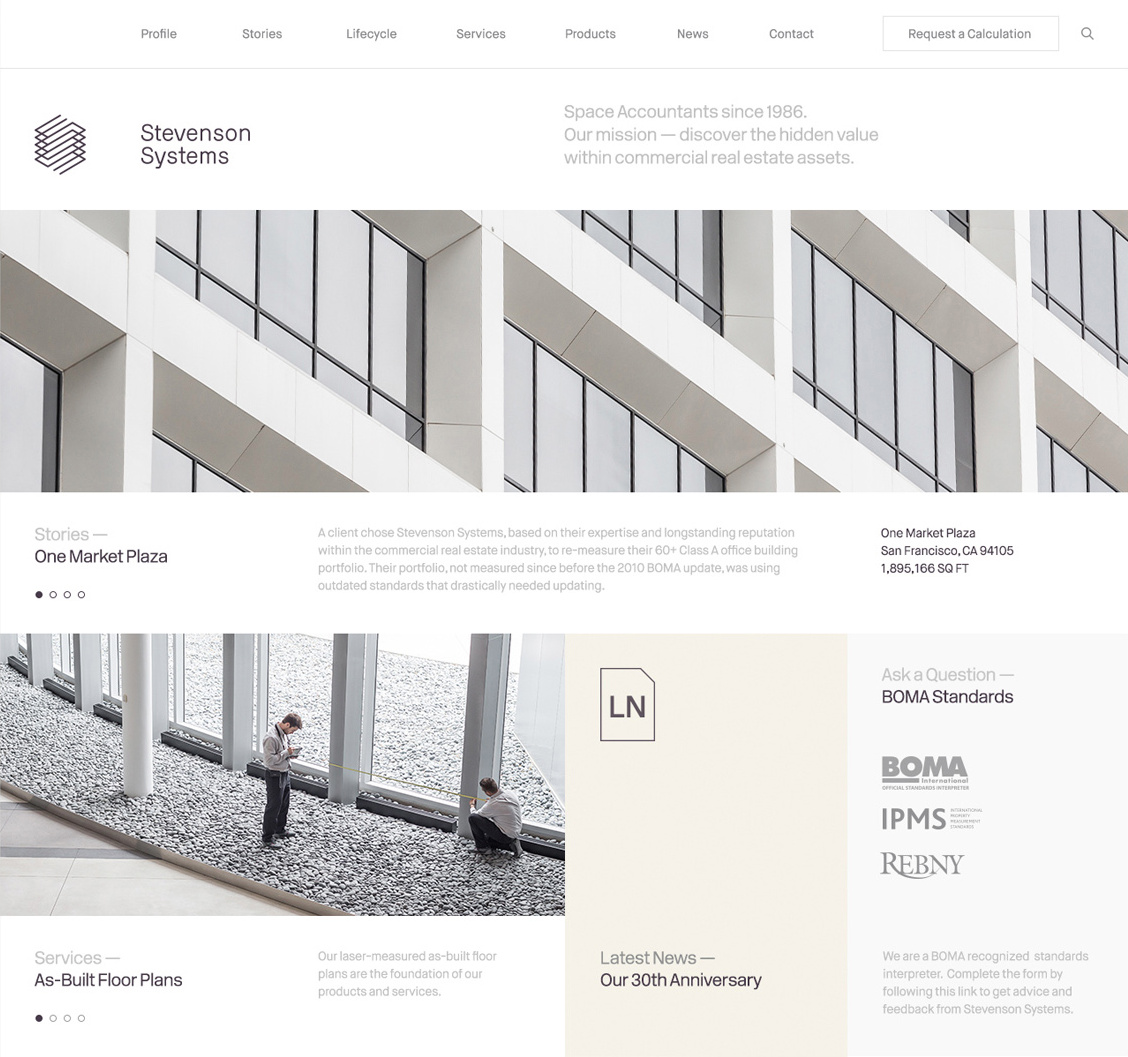 Profile Stories Lifecycle Services Products News Contact Request a Calculation
Stevenson
Systems
Space Accountants since 1986.
Our mission — discover the hidden value
within commercial real estate assets.
Stories —
One Market Plaza
A client chose Stevenson Systems, based on their expertise and longstanding reputation
within the commercial real estate industry, to re-measure their 60+ Class A office building
portfolio. Their portfolio, not measured since before the 2010 BOMA update, was using
outdated standards that drastically needed updating.
One Market Plaza
San Francisco, CA 94105
1,895,166 SQ FT
LN
Ask a Question —
BOMA Standards
BOMA
International
OFFICIAL STANDARDS INTERPRETER
IPMS
INTERNATIONAL
PROPERTY
MEASUREMENT
STANDARDS
REBNY
Services —
As-Built Floor Plans
Our laser-measured as-built floor
plans are the foundation of our
products and services.
Latest News —
Our 30th Anniversary
We are a BOMA recognized standards
interpreter. Complete the form by
following this link to get advice and
feedback from Stevenson Systems.